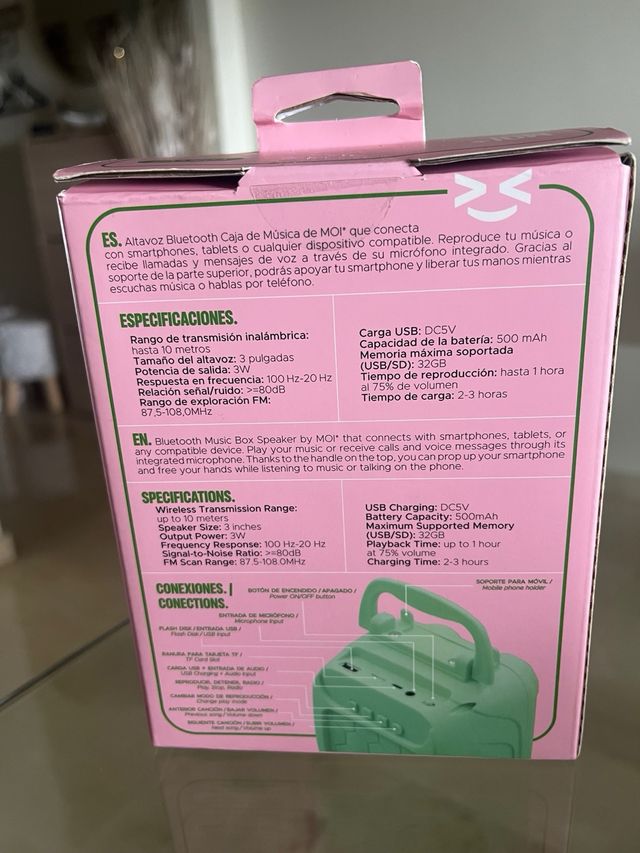 ES. Altavoz Bluetooth Caja de Música de MOI* que conecta
con smartphones, tablets o cualquier dispositivo compatible. Reproduce tu música o
recibe llamadas y mensajes de voz a través de su micrófono integrado. Gracias al
soporte de la parte superior, podrás apoyar tu smartphone y liberar tus manos mientras
escuchas música o hablas por teléfono.
ESPECIFICACIONES.
Rango de transmisión inalámbrica:
hasta 10 metros
Tamaño del altavoz: 3 pulgadas
Potencia de salida: 3W
Respuesta en frecuencia: 100 Hz-20 Hz
Relación señal/ruido: >=80dB
Rango de exploración FM:
87,5-108,0MHz
Carga USB: DC5V
Capacidad de la batería: 500 mAh
Memoria máxima soportada
(USB/SD): 32GB
Tiempo de reproducción: hasta 1 hora
al 75% de volumen
Tiempo de carga: 2-3 horas
EN. Bluetooth Music Box Speaker by MOI* that connects with smartphones, tablets, or
any compatible device. Play your music or receive calls and voice messages through its
integrated microphone. Thanks to the handle on the top, you can prop up your smartphone
and free your hands while listening to music or talking on the phone.
SPECIFICATIONS.
Wireless Transmission Range:
up to 10 meters
Speaker Size: 3 inches
Output Power: 3W
Frequency Response: 100 Hz-20 Hz
Signal-to-Noise Ratio: >=80dB
FM Scan Range: 87.5-108.0MHz
USB Charging: DC5V
Battery Capacity: 500mAh
Maximum Supported Memory
(USB/SD): 32GB
Playback Time: up to 1 hour
at 75% volume
Charging Time: 2-3 hours
CONEXIONES. |
CONECTIONS.
BOTÓN DE ENCENDIDO / APAGADO /
Power ON/OFF button
SOPORTE PARA MÓVIL /
Mobile phone holder
ENTRADA DE MICRÓFONO /
Microphone Input
FLASH DISK / ENTRADA USB /
Flash Disk / USB Input
RANURA PARA TARJETA TF /
TF Card Slot
CARGA USB + ENTRADA DE AUDIO /
USB Charging + Audio Input
REPRODUCIR, DETENER, RADIO /
Play, Stop, Radio
CAMBIAR MODO DE REPRODUCCIÓN /
Change play mode
ANTERIOR CANCIÓN / BAJAR VOLUMEN /
Previous song / Volume down
SIGUIENTE CANCIÓN / SUBIR VOLUMEN /
Next song / Volume up